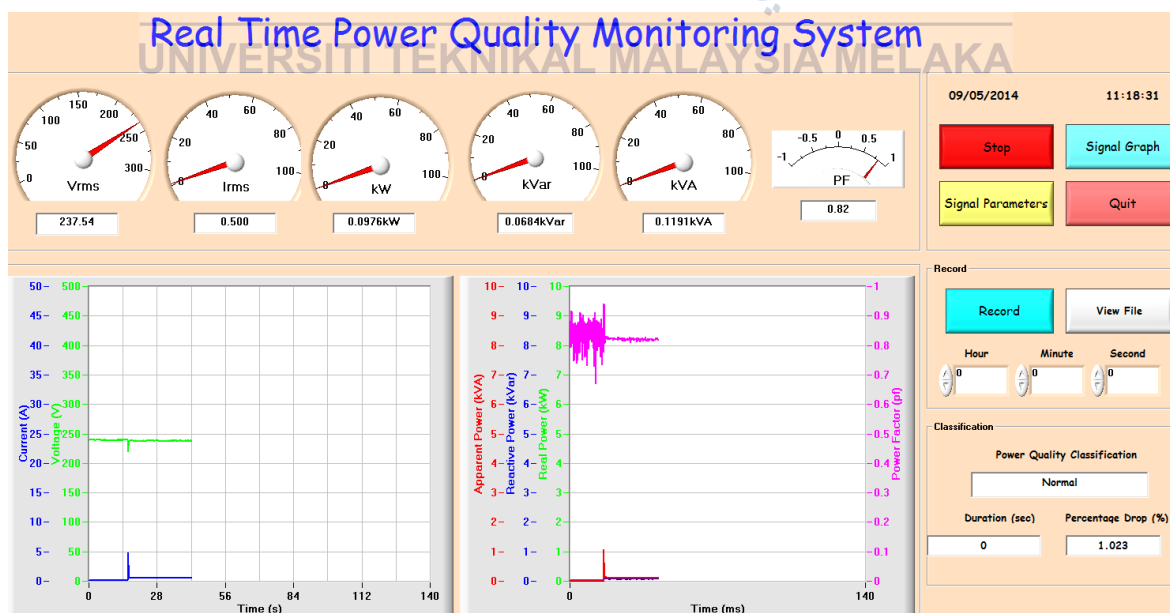 Real Time Power Quality Monitoring System
UNIVERSITI TEKNIKAL MALAYSIA MELAKA
0 50 100 150 200 250 300
Vrms
237.54
0 20 40 60 80 100
Irms
0.500
0 20 40 60 80 100
kW
0.0976kW
0 20 40 60 80 100
kVar
0.0684kVar
0 20 40 60 80 100
kVA
0.1191kVA
-1 -0.5 0 0.5 1
PF
0.82
09/05/2014 11:18:31
Stop
Signal Graph
Signal Parameters
Quit
50- 45- 40- 35- 30- 25- 20- 15- 10- 5- 0-
Current (A)
500 450 400 350 300 250 200 150 100 50 0
Voltage (V)
0 28 56 84 112 140
Time (s)
10- 9- 8- 7- 6- 5- 4- 3- 2- 1- 0-
Apparent Power (kVA)
10- 9- 8- 7- 6- 5- 4- 3- 2- 1- 0-
Reactive Power (kVar)
10- 9- 8- 7- 6- 5- 4- 3- 2- 1- 0-
Real Power (kW)
-1 -0.9 -0.8 -0.7 -0.6 -0.5 -0.4 -0.3 -0.2 -0.1 -0
Power Factor (pf)
0 140
Time (ms)
Record
Record
View File
Hour Minute Second
0 0 0
Classification
Power Quality Classification
Normal
Duration (sec) Percentage Drop (%)
0 1.023